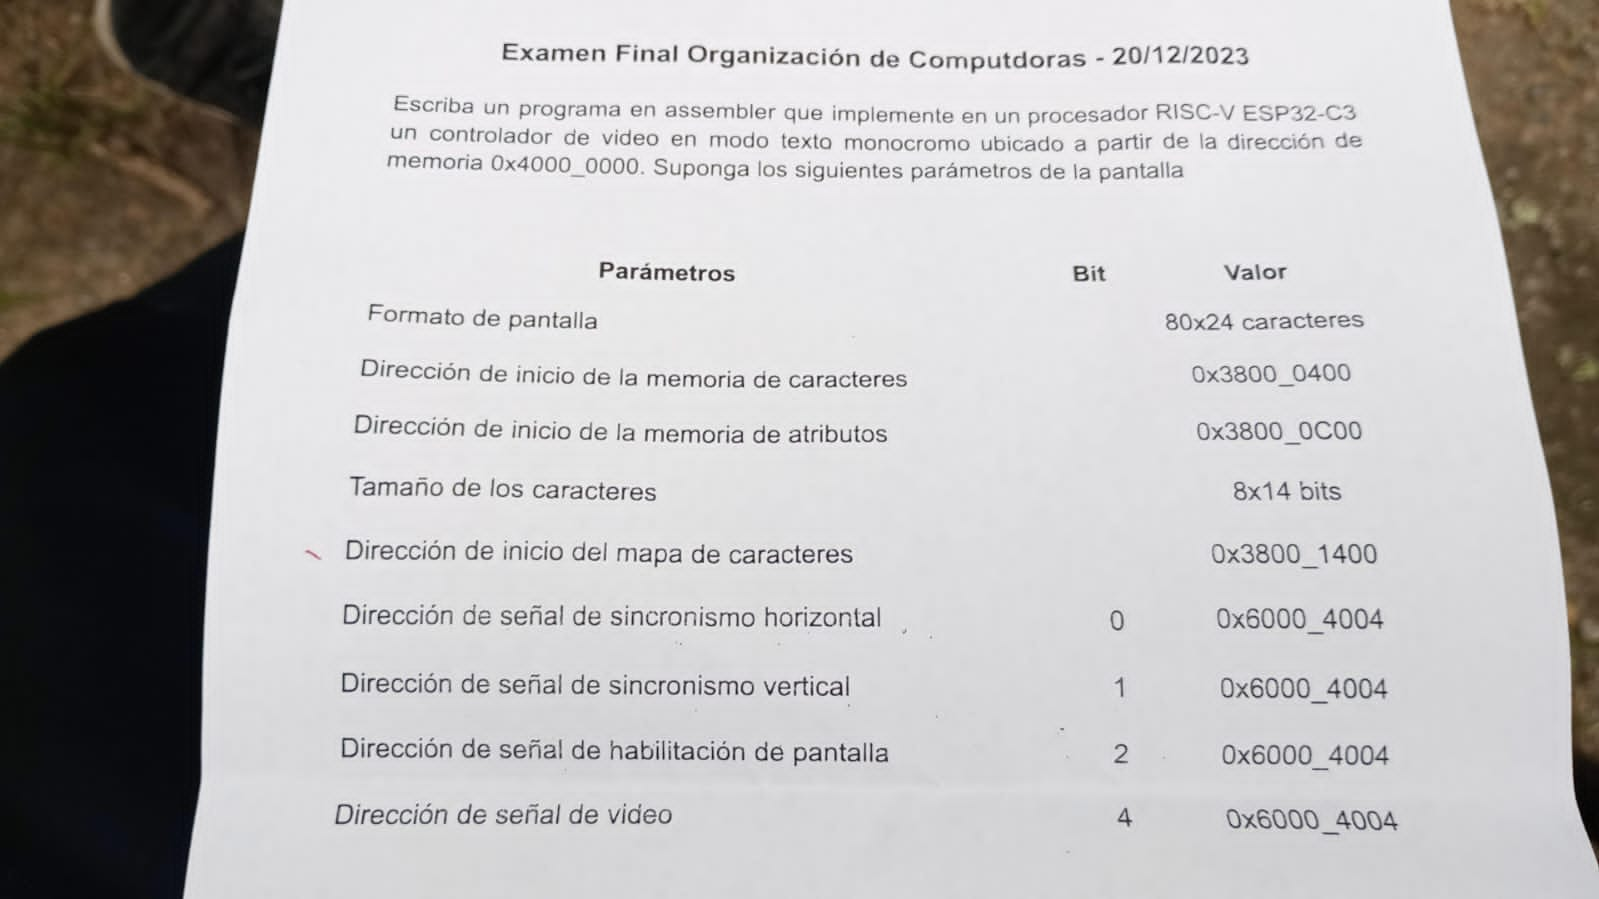 Examen Final Organización de Computdoras - 20/12/2023
Escriba un programa en assembler que implemente en un procesador RISC-V ESP32-C3
un controlador de video en modo texto monocromo ubicado a partir de la dirección de
memoria 0x4000_0000. Suponga los siguientes parámetros de la pantalla
Parámetros Bit Valor
Formato de pantalla 80x24 caracteres
Dirección de inicio de la memoria de caracteres 0x3800_0400
Dirección de inicio de la memoria de atributos 0x3800_0C00
Tamaño de los caracteres 8x14 bits
Dirección de inicio del mapa de caracteres 0x3800_1400
Dirección de señal de sincronismo horizontal 0 0x6000_4004
Dirección de señal de sincronismo vertical 1 0x6000_4004
Dirección de señal de habilitación de pantalla 2 0x6000_4004
Dirección de señal de video 4 0x6000_4004